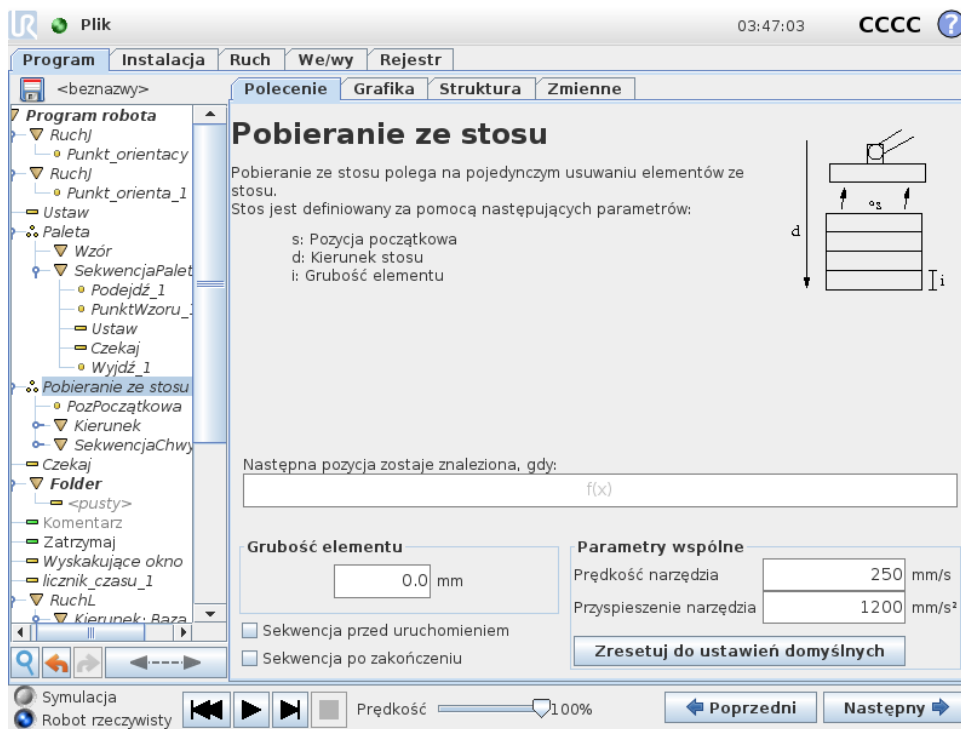 UR Plik 03:47:03 CCCC ?
Program Instalacja Ruch We/wy Rejestr
<beznazwy>
Polecenie Grafika Struktura Zmienne
Program robota
RuchJ
Punkt_orientacy
RuchJ
Punkt_orienta_1
Ustaw
Paleta
Wzór
SekwencjaPalet
Podejdź_1
PunktWzoru_1
Ustaw
Czekaj
Wyjdź_1
Pobieranie ze stosu
PozPoczątkowa
Kierunek
SekwencjaChwy
Czekaj
Folder
<pusty>
Komentarz
Zatrzymaj
Wyskakujące okno
licznik_czasu_1
RuchL
Kierunek: Baza
Pobieranie ze stosu
Pobieranie ze stosu polega na pojedynczym usuwaniu elementów ze
stosu.
Stos jest definiowany za pomocą następujących parametrów:
s: Pozycja początkowa
d: Kierunek stosu
i: Grubość elementu
s
d
i
Następna pozycja zostaje znaleziona, gdy:
f(x)
Grubość elementu
0.0 mm
Sekwencja przed uruchomieniem
Sekwencja po zakończeniu
Parametry wspólne
Prędkość narzędzia 250 mm/s
Przyspieszenie narzędzia 1200 mm/s²
Zresetuj do ustawień domyślnych
Symulacja
Robot rzeczywisty
Prędkość 100%
Poprzedni Następny